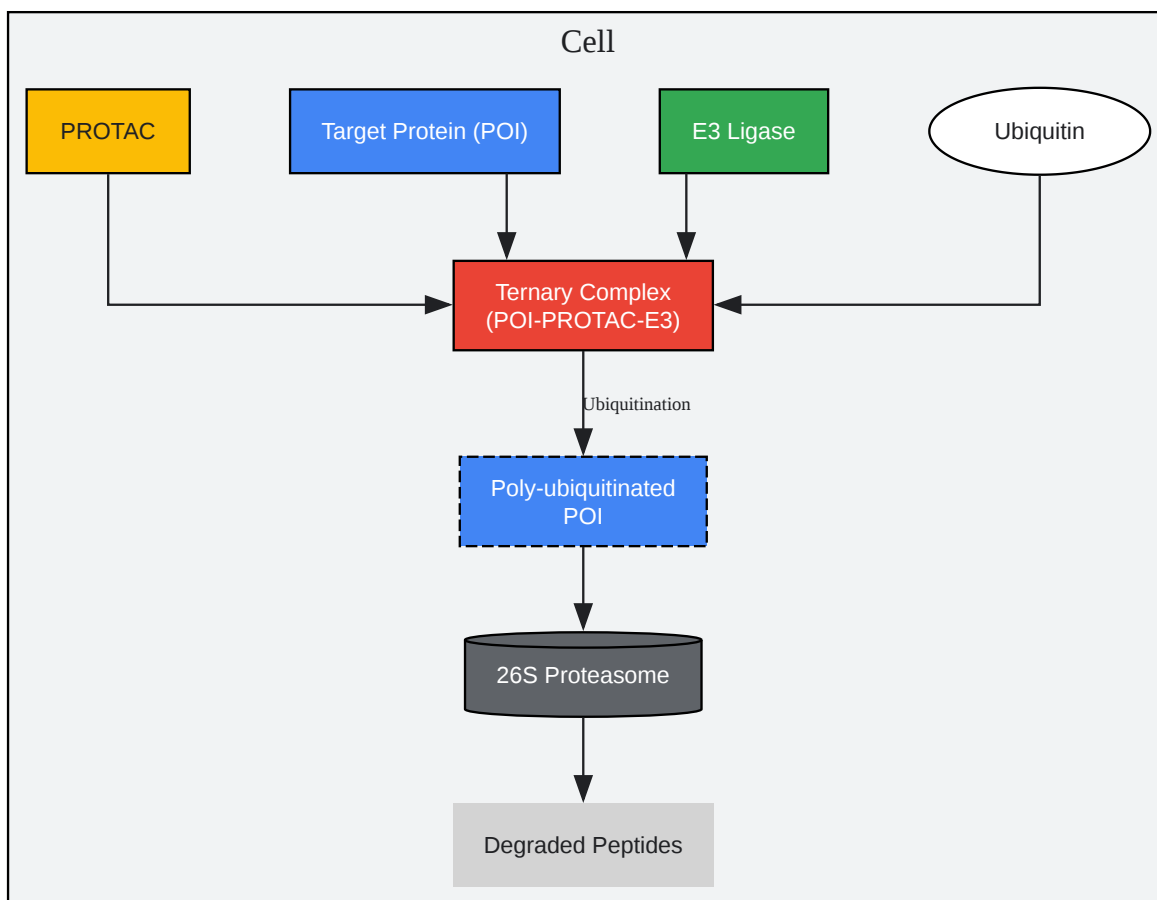 Cell
PROTAC
Target Protein (POI)
E3 Ligase
Ubiquitin
Ternary Complex
(POI-PROTAC-E3)
Ubiquitination
Poly-ubiquitinated
POI
26S Proteasome
Degraded Peptides